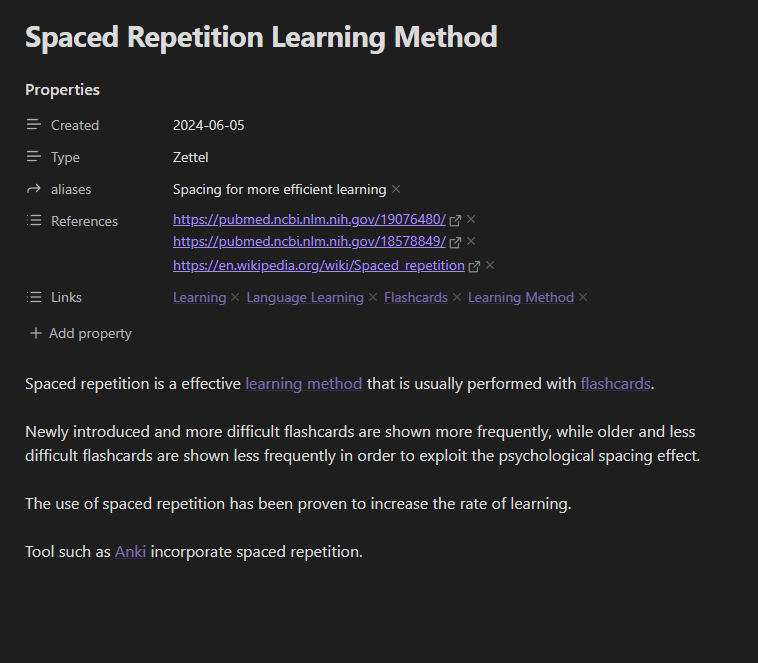 Spaced Repetition Learning Method
Properties
Created 2024-06-05
Type Zettel
aliases Spacing for more efficient learning ×
References https://pubmed.ncbi.nlm.nih.gov/19076480/ ×
https://pubmed.ncbi.nlm.nih.gov/18578849/ ×
https://en.wikipedia.org/wiki/Spaced_repetition ×
Links Learning × Language Learning × Flashcards × Learning Method ×
+ Add property
Spaced repetition is a effective learning method that is usually performed with flashcards.
Newly introduced and more difficult flashcards are shown more frequently, while older and less
difficult flashcards are shown less frequently in order to exploit the psychological spacing effect.
The use of spaced repetition has been proven to increase the rate of learning.
Tool such as Anki incorporate spaced repetition.